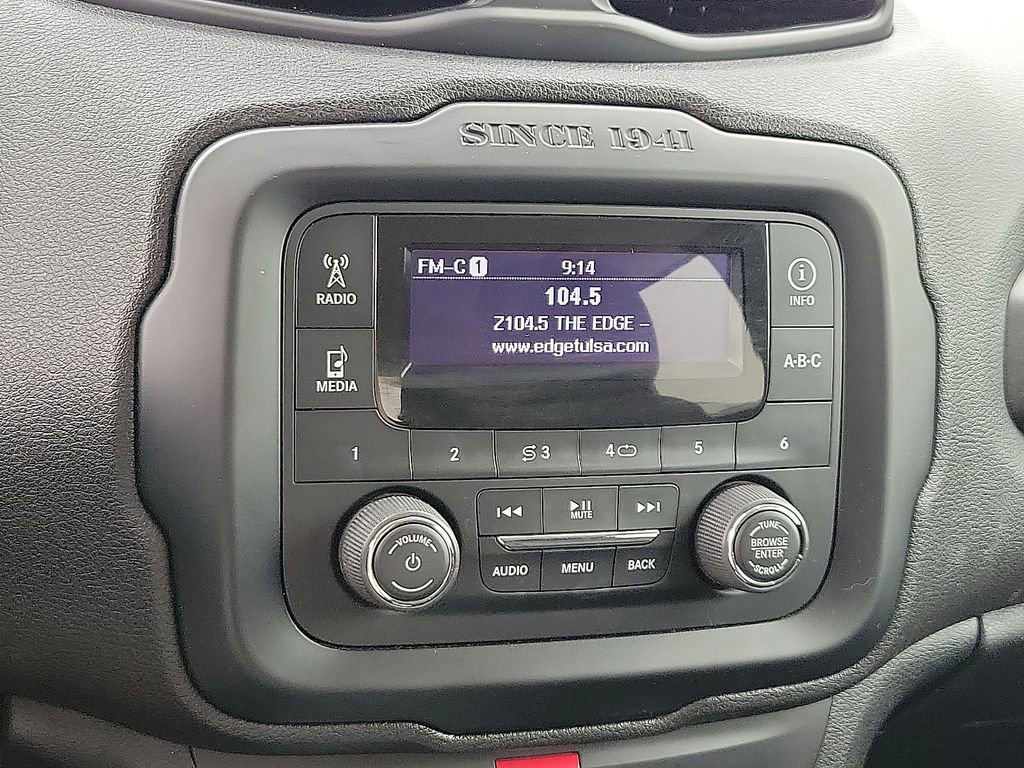 SINCE 1941
FM-C 1 9:14
104.5
Z104.5 THE EDGE -
www.edgetulsa.com
RADIO
MEDIA
INFO
A·B·C
1 2 3 4 5 6
VOLUME
MUTE
AUDIO MENU BACK
TUNE
BROWSE
ENTER
SCROLL